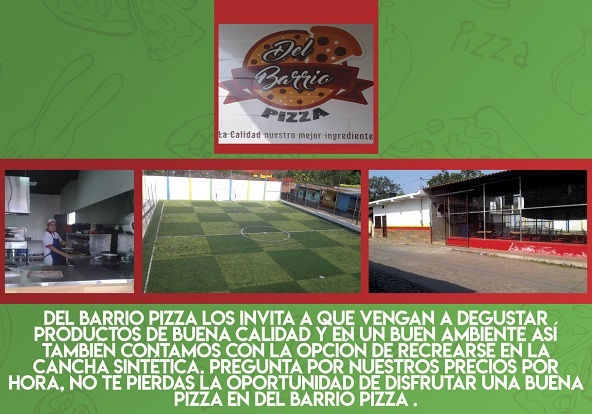 Del
Barrio
PIZZA
La Calidad nuestro mejor ingrediente
Pizza
DEL BARRIO PIZZA LOS INVITA A QUE VENGAN A DEGUSTAR
PRODUCTOS DE BUENA CALIDAD Y EN UN BUEN AMBIENTE ASÍ
TAMBIEN CONTAMOS CON LA OPCIÓN DE RECREARSE EN LA
CANCHA SINTETICA. PREGUNTA POR NUESTROS PRECIOS POR
HORA, NO TE PIERDAS LA OPORTUNIDAD DE DISFRUTAR UNA BUENA
PIZZA EN DEL BARRIO PIZZA .